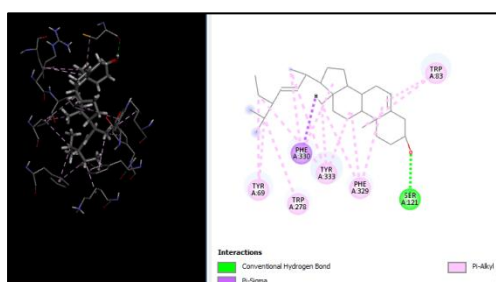 TRP
A:83
PHE
A:330
TYR
A:333
TYR
A:69
TRP
A:278
PHE
A:329
SER
A:121
Interactions
Conventional Hydrogen Bond
Pi-Alkyl
Pi-Sigma